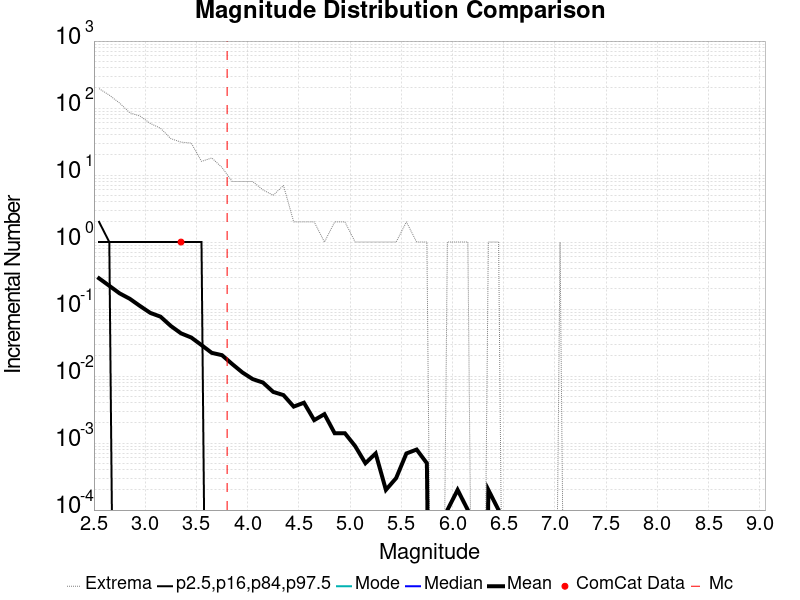 Magnitude Distribution Comparison
Incremental Number
10 3
10 2
10 1
10 0
10 -1
10 -2
10 -3
10 -4
2.5 3.0 3.5 4.0 4.5 5.0 5.5 6.0 6.5 7.0 7.5 8.0 8.5 9.0
Magnitude
Extrema p2.5,p16,p84,p97.5 Mode Median Mean ComCat Data Mc